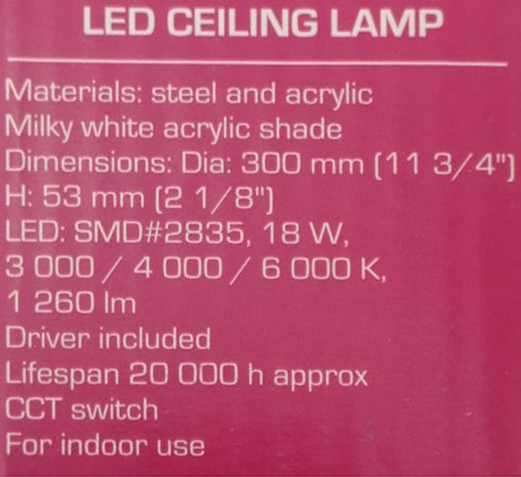 LED CEILING LAMP
Materials: steel and acrylic
Milky white acrylic shade
Dimensions: Dia: 300 mm (11 3/4")
H: 53 mm (2 1/8")
LED: SMD#2835, 18 W,
3 000 / 4 000 / 6 000 K,
1 260 lm
Driver included
Lifespan 20 000 h approx
CCT switch
For indoor use